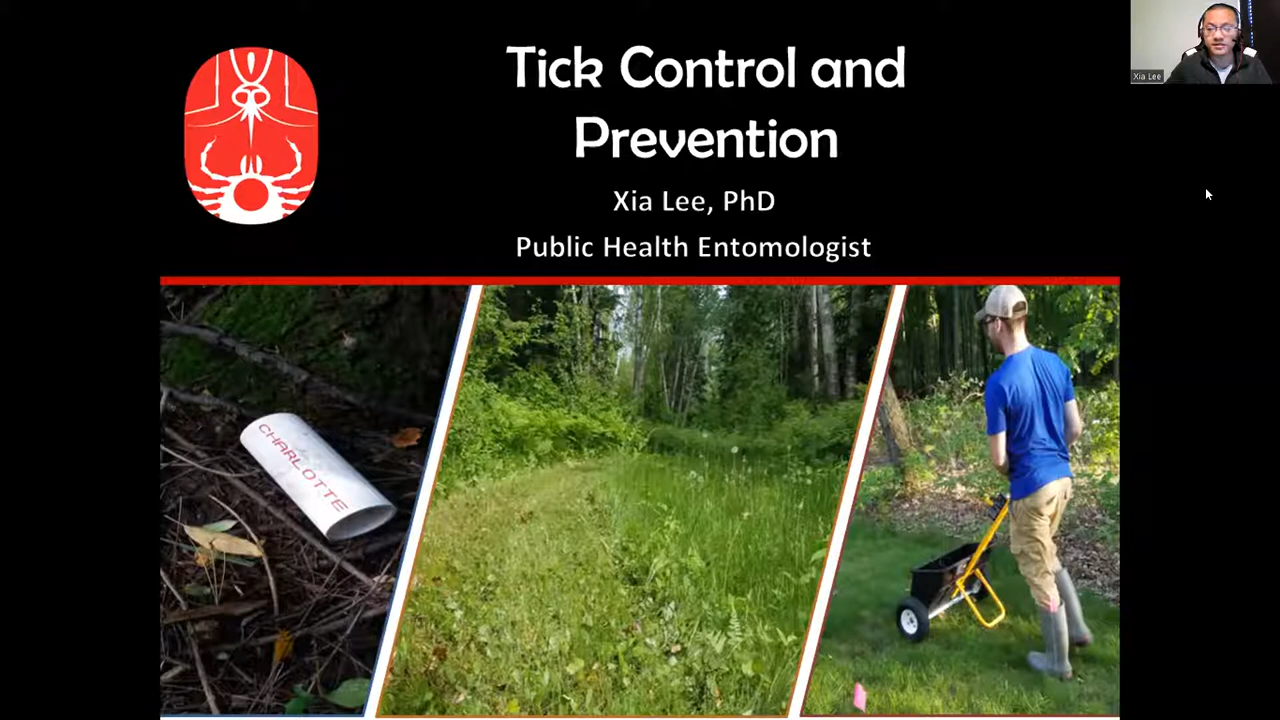 Tick Control and
Prevention
Xia Lee
Xia Lee, PhD
Public Health Entomologist
CHARLOTTE